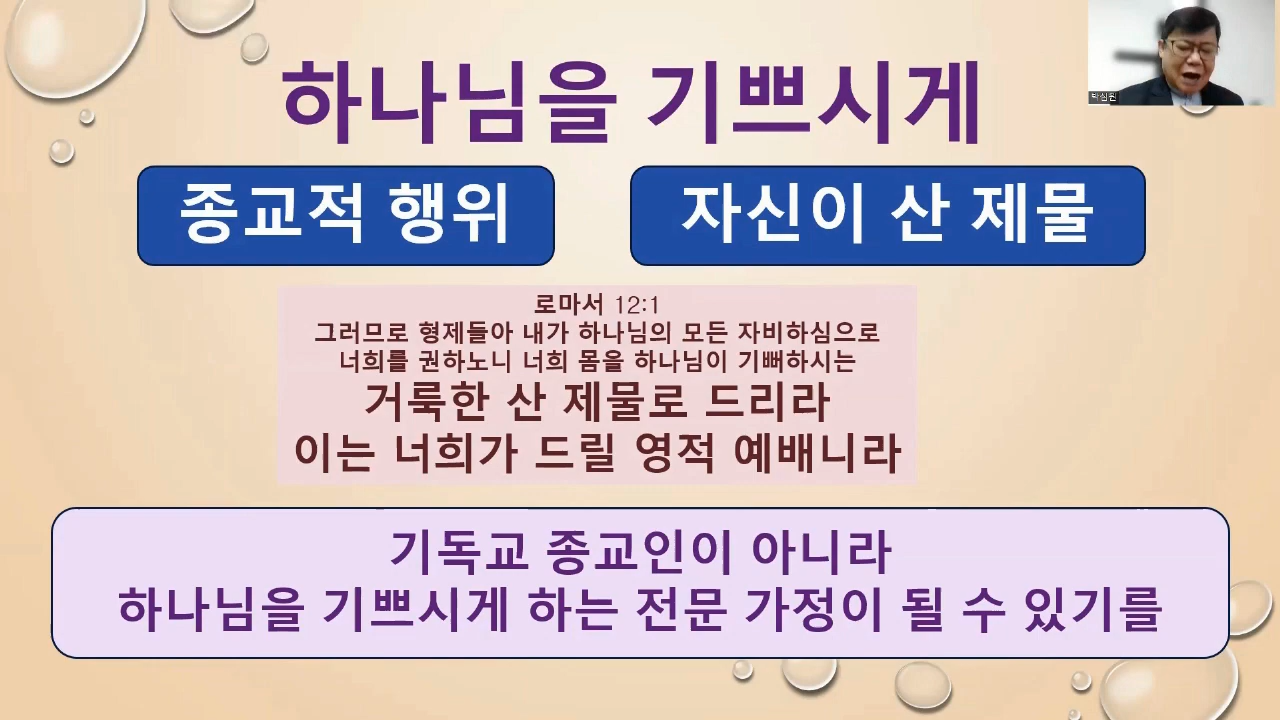 하나님을 기쁘시게
종교적 행위
자신이 산 제물
로마서 12:1
그러므로 형제들아 내가 하나님의 모든 자비하심으로
너희를 권하노니 너희 몸을 하나님이 기뻐하시는
거룩한 산 제물로 드리라
이는 너희가 드릴 영적 예배니라
기독교 종교인이 아니라
하나님을 기쁘시게 하는 전문 가정이 될 수 있기를
박심원